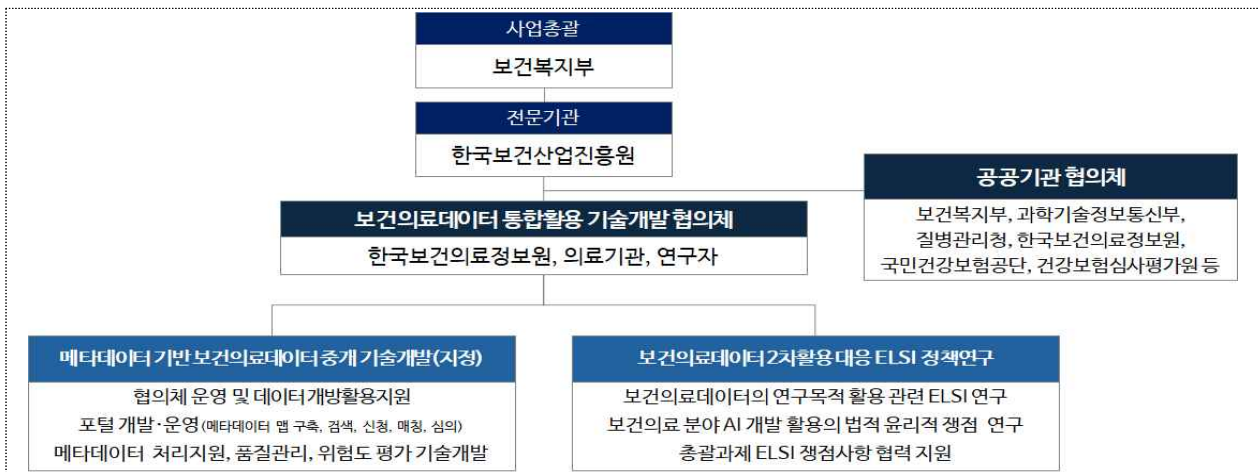 사업총괄
보건복지부
전문기관
한국보건산업진흥원
공공기관 협의체
보건복지부, 과학기술정보통신부,
질병관리청, 한국보건의료정보원,
국민건강보험공단, 건강보험심사평가원 등
보건의료데이터 통합활용 기술개발 협의체
한국보건의료정보원, 의료기관, 연구자
메타데이터 기반 보건의료데이터 중개 기술개발(지정)
협의체 운영 및 데이터 개방활용지원
포털 개발·운영(메타데이터 맵 구축, 검색, 신청, 매칭, 심의)
메타데이터 처리지원, 품질관리, 위험도 평가 기술개발
보건의료데이터 2차활용 대응 ELSI 정책연구
보건의료데이터의 연구목적 활용 관련 ELSI 연구
보건의료 분야 AI 개발 활용의 법적 윤리적 쟁점 연구
총괄과제 ELSI 쟁점사항 협력 지원